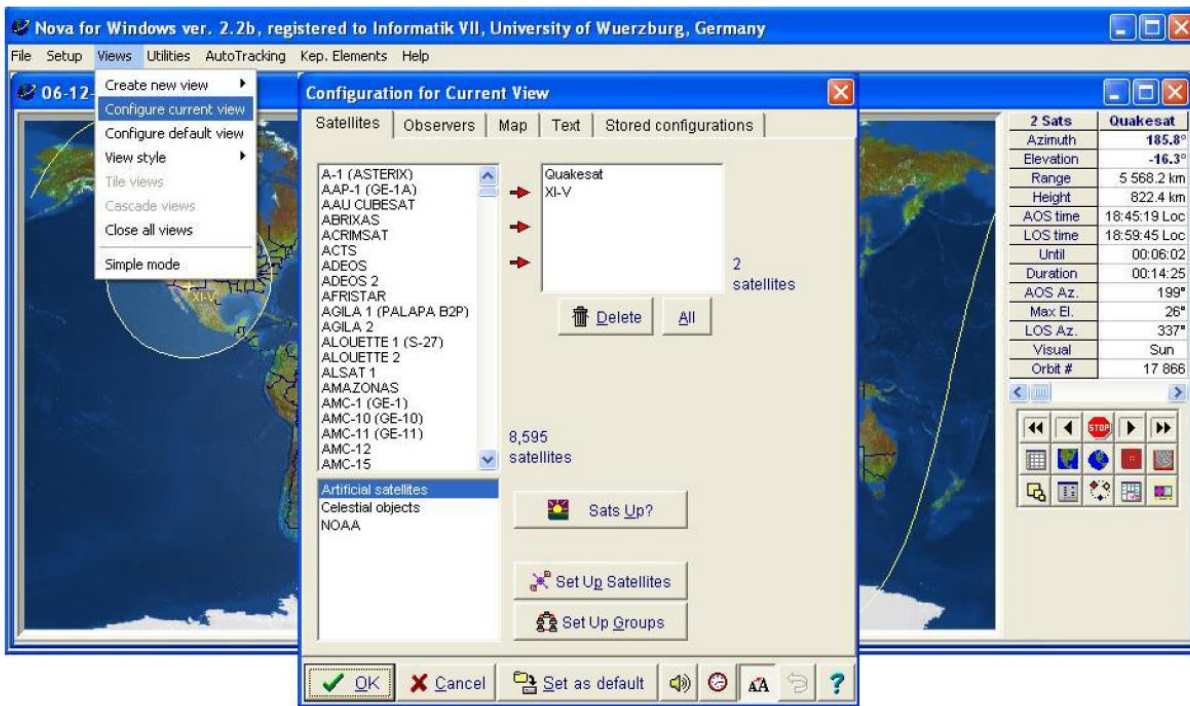 Nova for Windows ver. 2.2b, registered to Informatik VII, University of Wuerzburg, Germany
File Setup Views Utilities AutoTracking Kep. Elements Help
06-12-
Create new view
Configure current view
Configure default view
View style
Tile views
Cascade views
Close all views
Simple mode
XI-V
Configuration for Current View
Satellites Observers Map Text Stored configurations
A-1 (ASTERIX)
AAP-1 (GE-1A)
AAU CUBESAT
ABRIXAS
ACRIMSAT
ACTS
ADEOS
ADEOS 2
AFRISTAR
AGILA 1 (PALAPA B2P)
AGILA 2
ALOUETTE 1 (S-27)
ALOUETTE 2
ALSAT 1
AMAZONAS
AMC-1 (GE-1)
AMC-10 (GE-10)
AMC-11 (GE-11)
AMC-12
AMC-15
Quakesat
XI-V
2
satellites
Delete All
8,595
satellites
Artificial satellites
Celestial objects
NOAA
Sats Up?
Set Up Satellites
Set Up Groups
OK Cancel Set as default AA ?
2 Sats Quakesat
Azimuth 185.8°
Elevation -16.3°
Range 5 568.2 km
Height 822.4 km
AOS time 18:45:19 Loc
LOS time 18:59:45 Loc
Until 00:06:02
Duration 00:14:25
AOS Az. 199°
Max El. 26°
LOS Az. 337°
Visual Sun
Orbit # 17 866
STOP